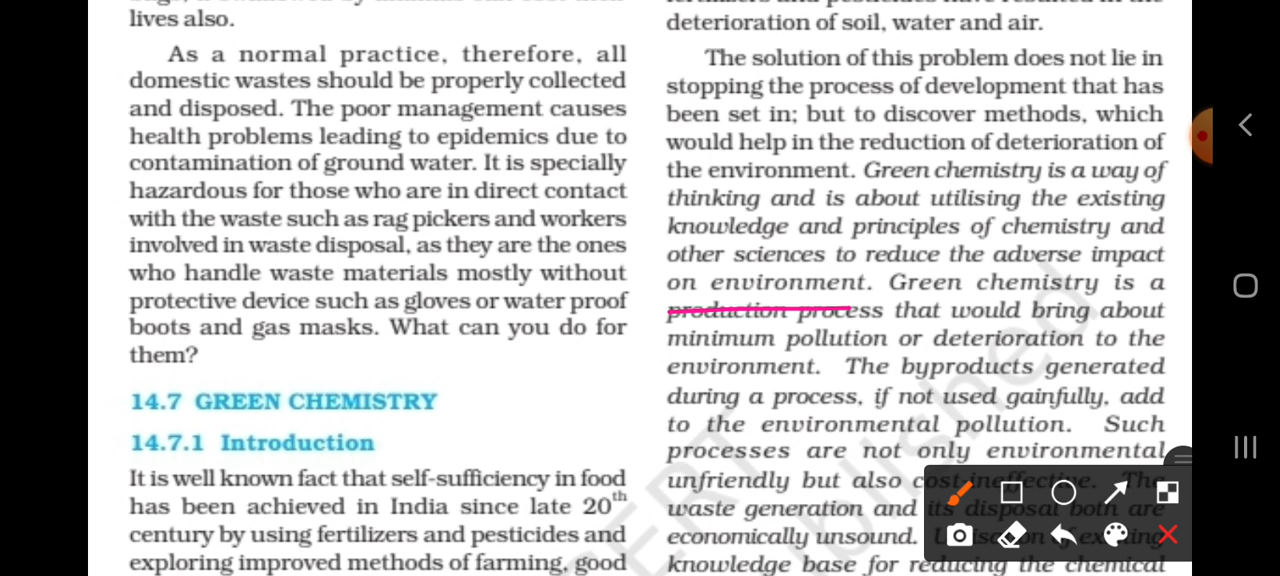 lives also.
As a normal practice, therefore, all
domestic wastes should be properly collected
and disposed. The poor management causes
health problems leading to epidemics due to
contamination of ground water. It is specially
hazardous for those who are in direct contact
with the waste such as rag pickers and workers
involved in waste disposal, as they are the ones
who handle waste materials mostly without
protective device such as gloves or water proof
boots and gas masks. What can you do for
them?
14.7 GREEN CHEMISTRY
14.7.1 Introduction
It is well known fact that self-sufficiency in food
has been achieved in India since late 20th
century by using fertilizers and pesticides and
exploring improved methods of farming, good
deterioration of soil, water and air.
The solution of this problem does not lie in
stopping the process of development that has
been set in; but to discover methods, which
would help in the reduction of deterioration of
the environment. Green chemistry is a way of
thinking and is about utilising the existing
knowledge and principles of chemistry and
other sciences to reduce the adverse impact
on environment. Green chemistry is a
production process that would bring about
minimum pollution or deterioration to the
environment. The byproducts generated
during a process, if not used gainfully, add
to the environmental pollution. Such
processes are not only environmental
unfriendly but also cost-ineffective. The
waste generation and its disposal both are
economically unsound. existing
knowledge base for reducing the chemical